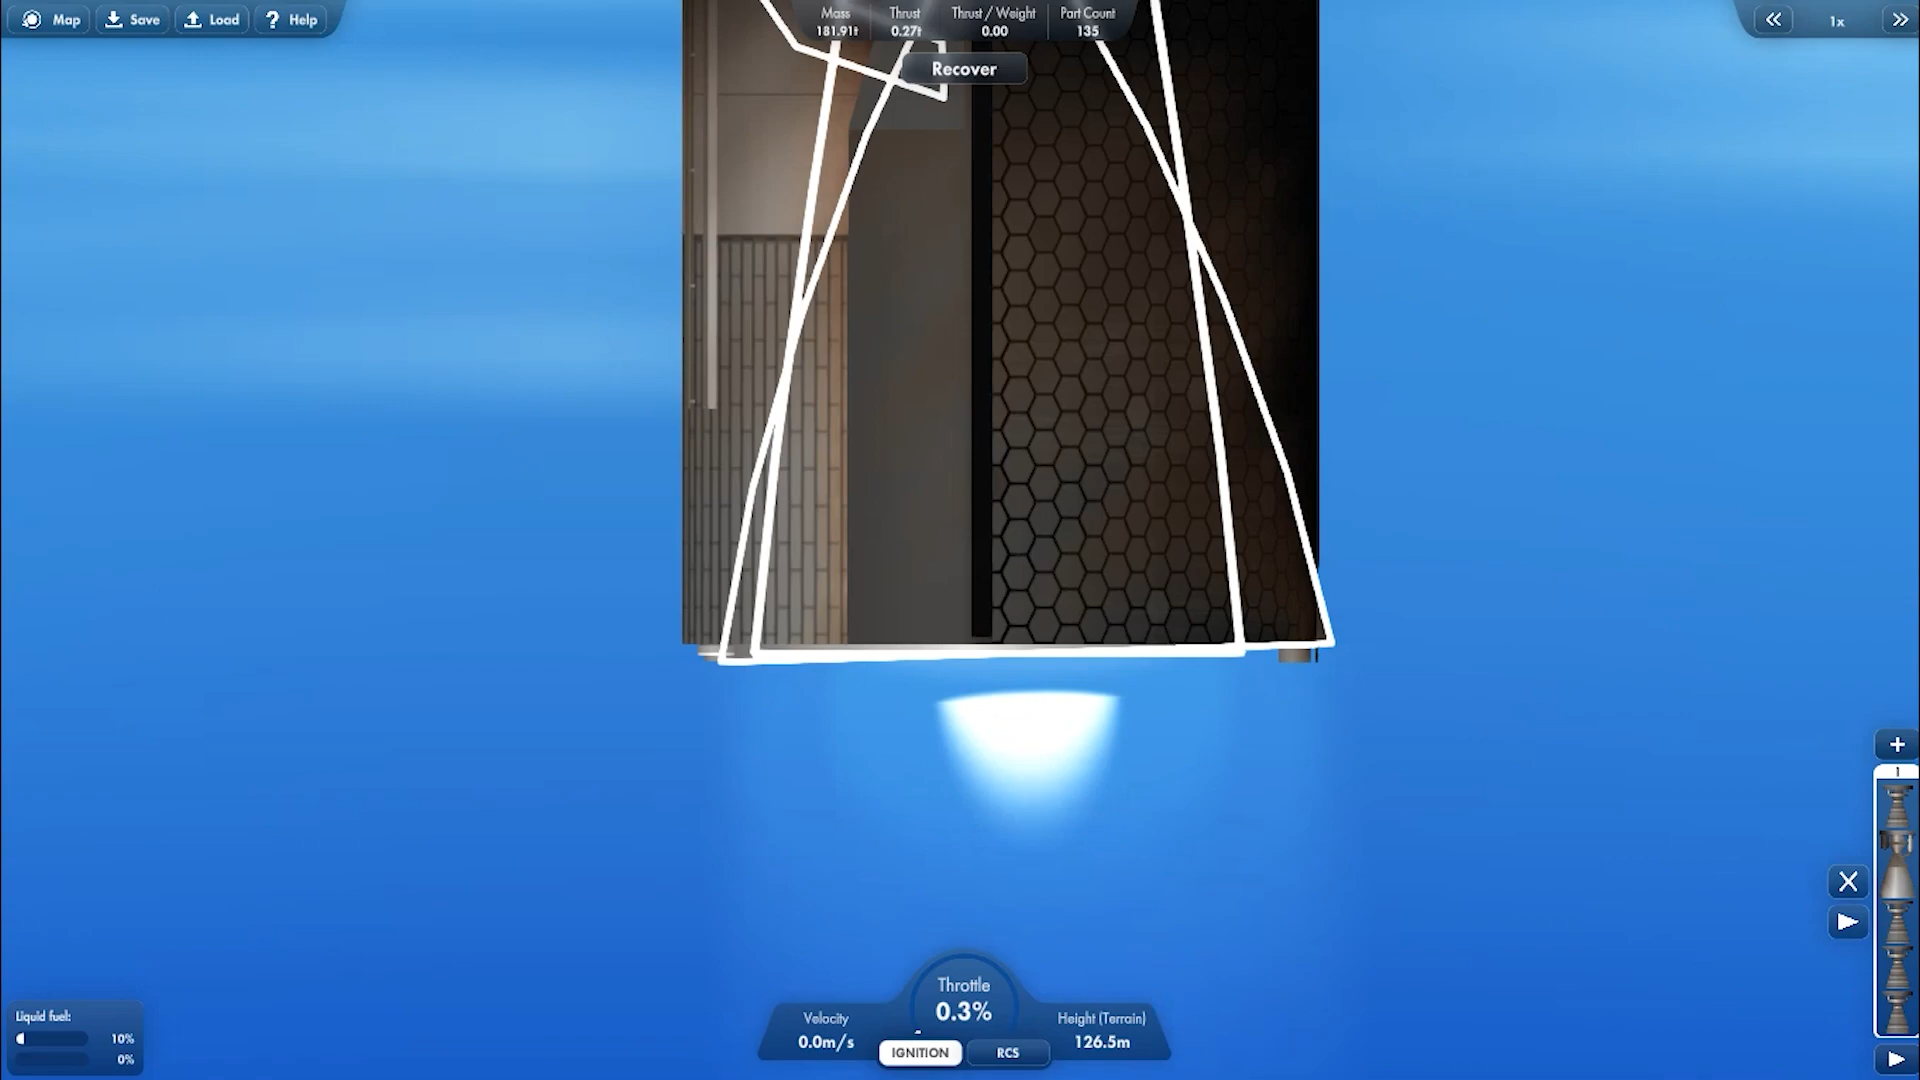 Map
Save
Load
? Help
Mass
181.91t
Thrust
0.27t
Thrust / Weight
0.00
Part Count
135
1x
Recover
1
Liquid fuel:
10%
0%
Throttle
0.3%
Velocity
0.0m/s
Height (Terrain)
126.5m
IGNITION
RCS